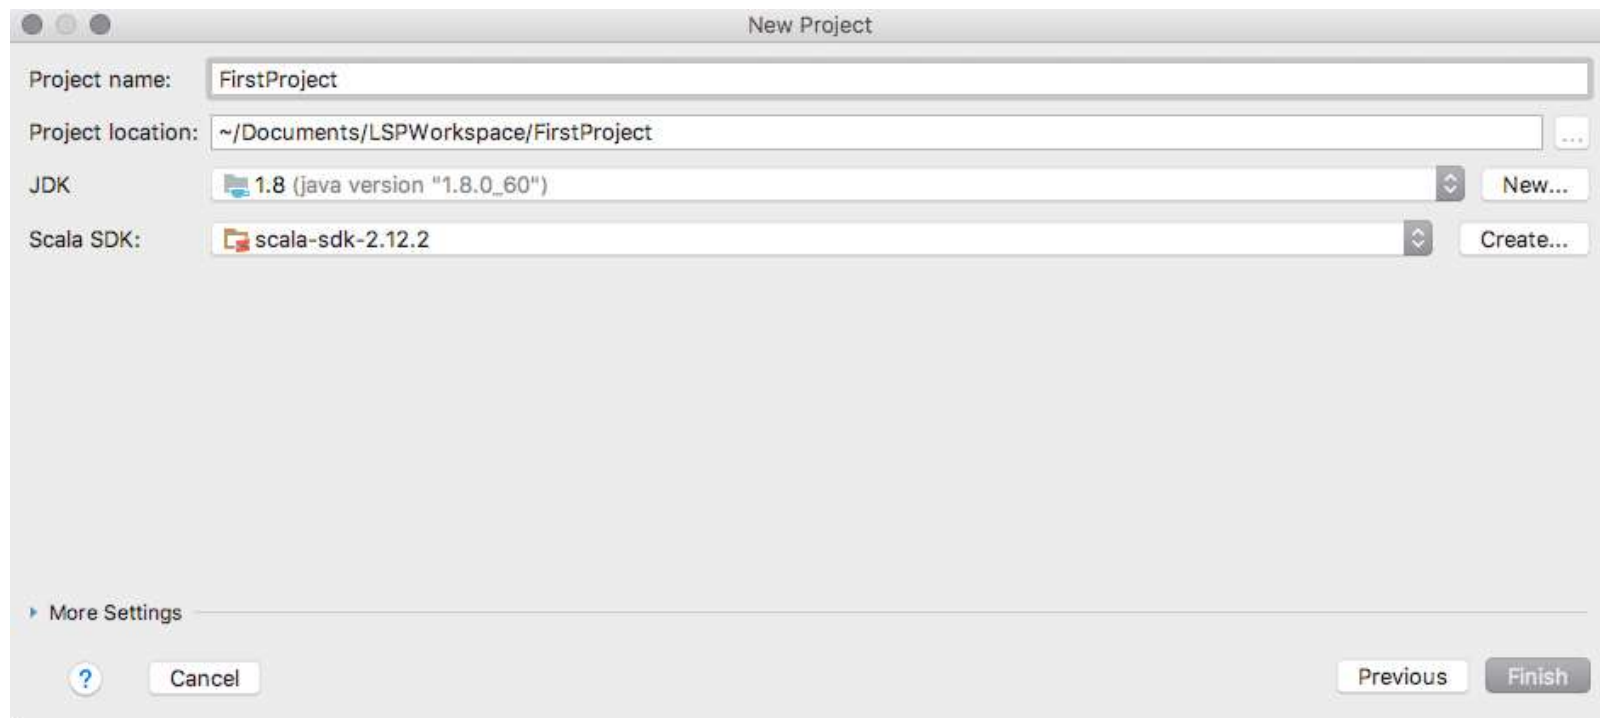 New Project
Project name: FirstProject
Project location: ~/Documents/LSPWorkspace/FirstProject ...
JDK 1.8 (java version "1.8.0_60") New...
Scala SDK: scala-sdk-2.12.2 Create...
More Settings
? Cancel Previous Finish